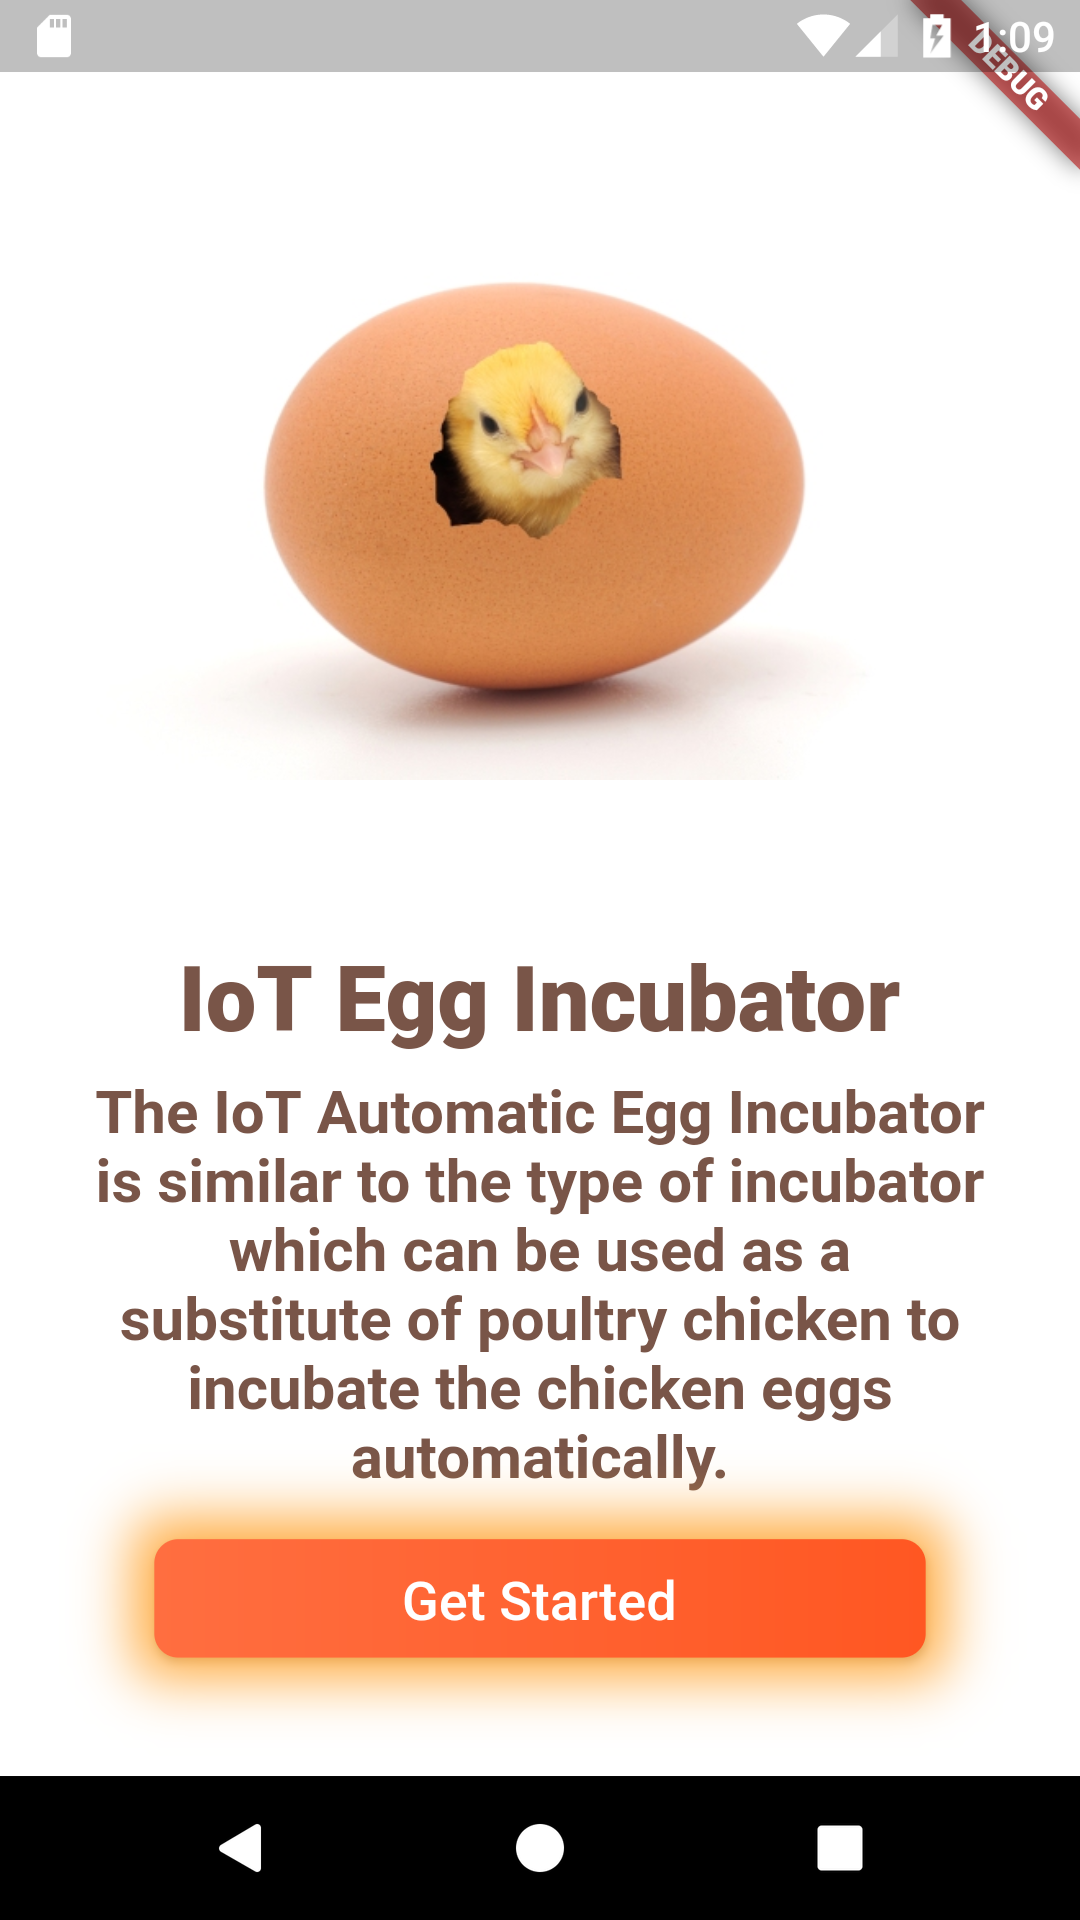 1:09
DEBUG
IoT Egg Incubator
The IoT Automatic Egg Incubator
is similar to the type of incubator
which can be used as a
substitute of poultry chicken to
incubate the chicken eggs
automatically.
Get Started